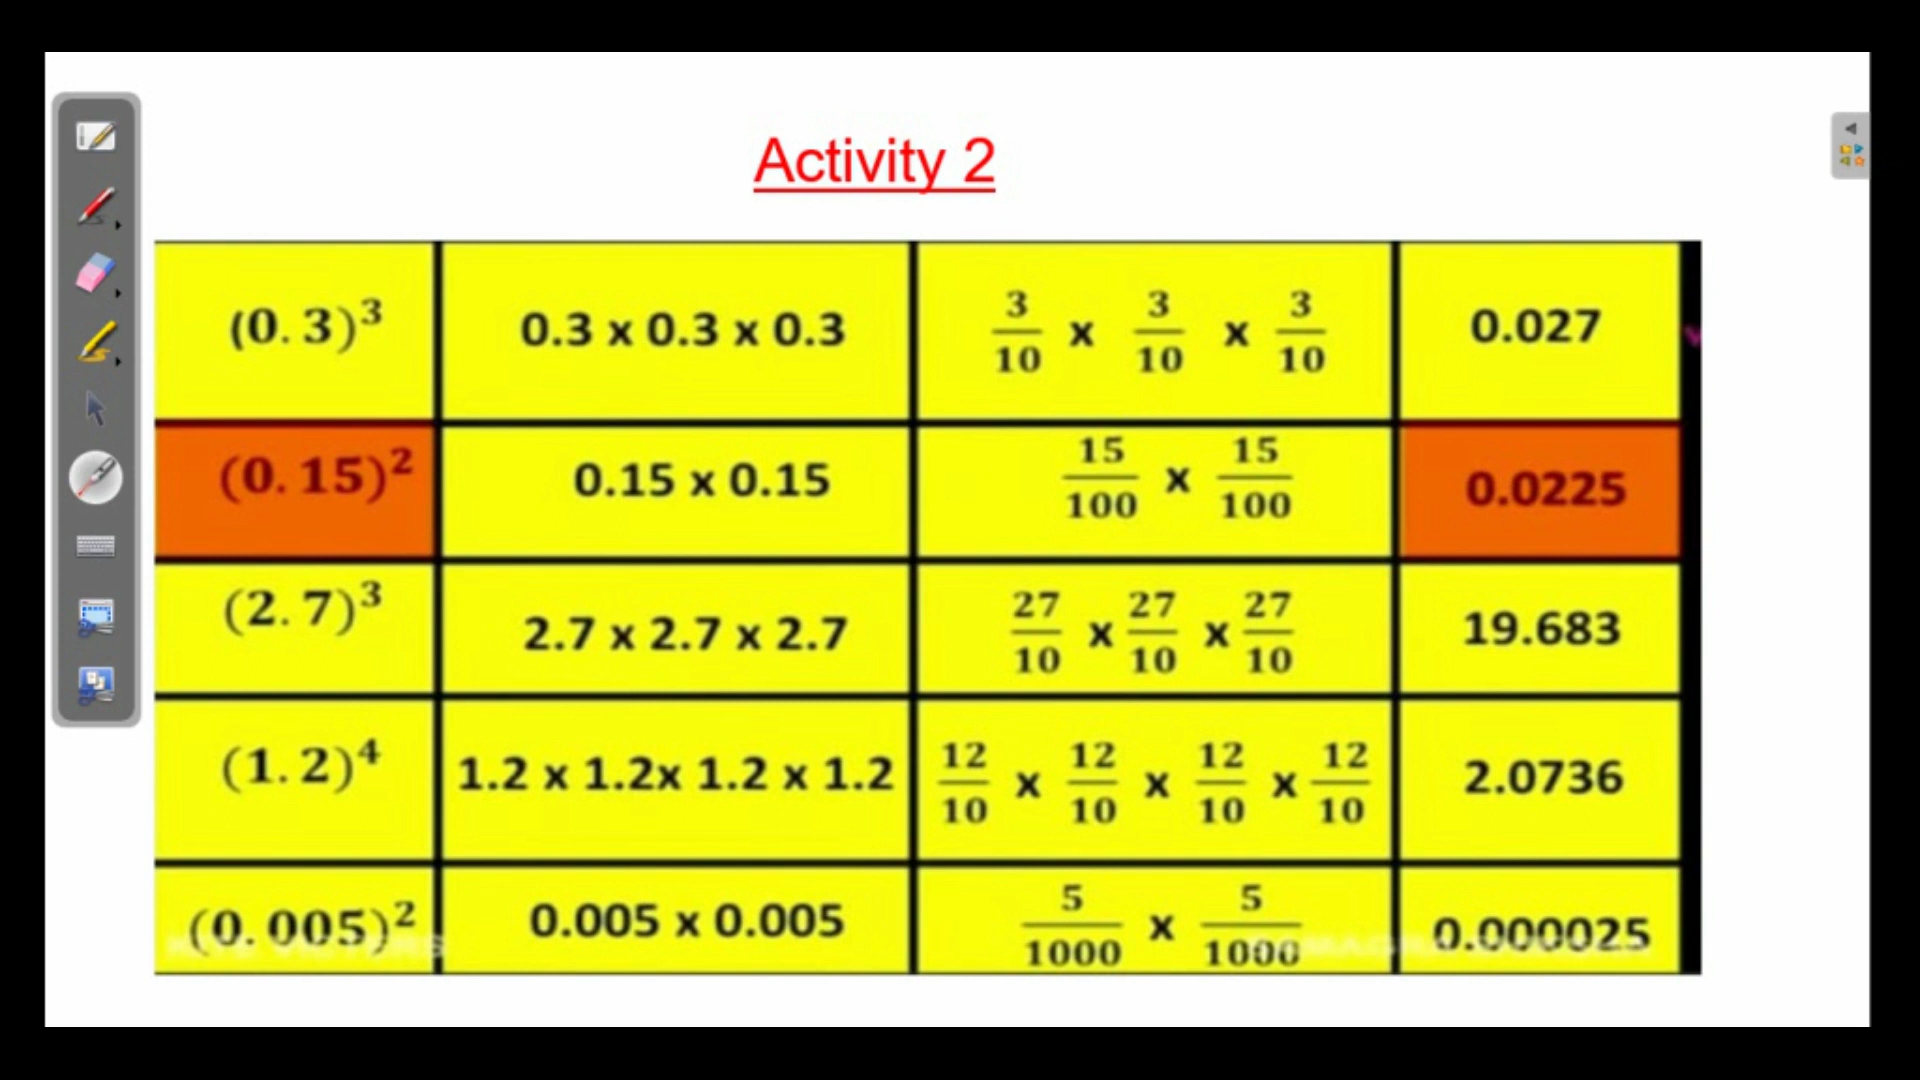 Activity 2
(0.3)³ 0.3 x 0.3 x 0.3 3/10 x 3/10 x 3/10 0.027
(0.15)² 0.15 x 0.15 15/100 x 15/100 0.0225
(2.7)³ 2.7 x 2.7 x 2.7 27/10 x 27/10 x 27/10 19.683
(1.2)⁴ 1.2 x 1.2x 1.2 x 1.2 12/10 x 12/10 x 12/10 x 12/10 2.0736
(0.005)² 0.005 x 0.005 5/1000 x 5/1000 0.000025